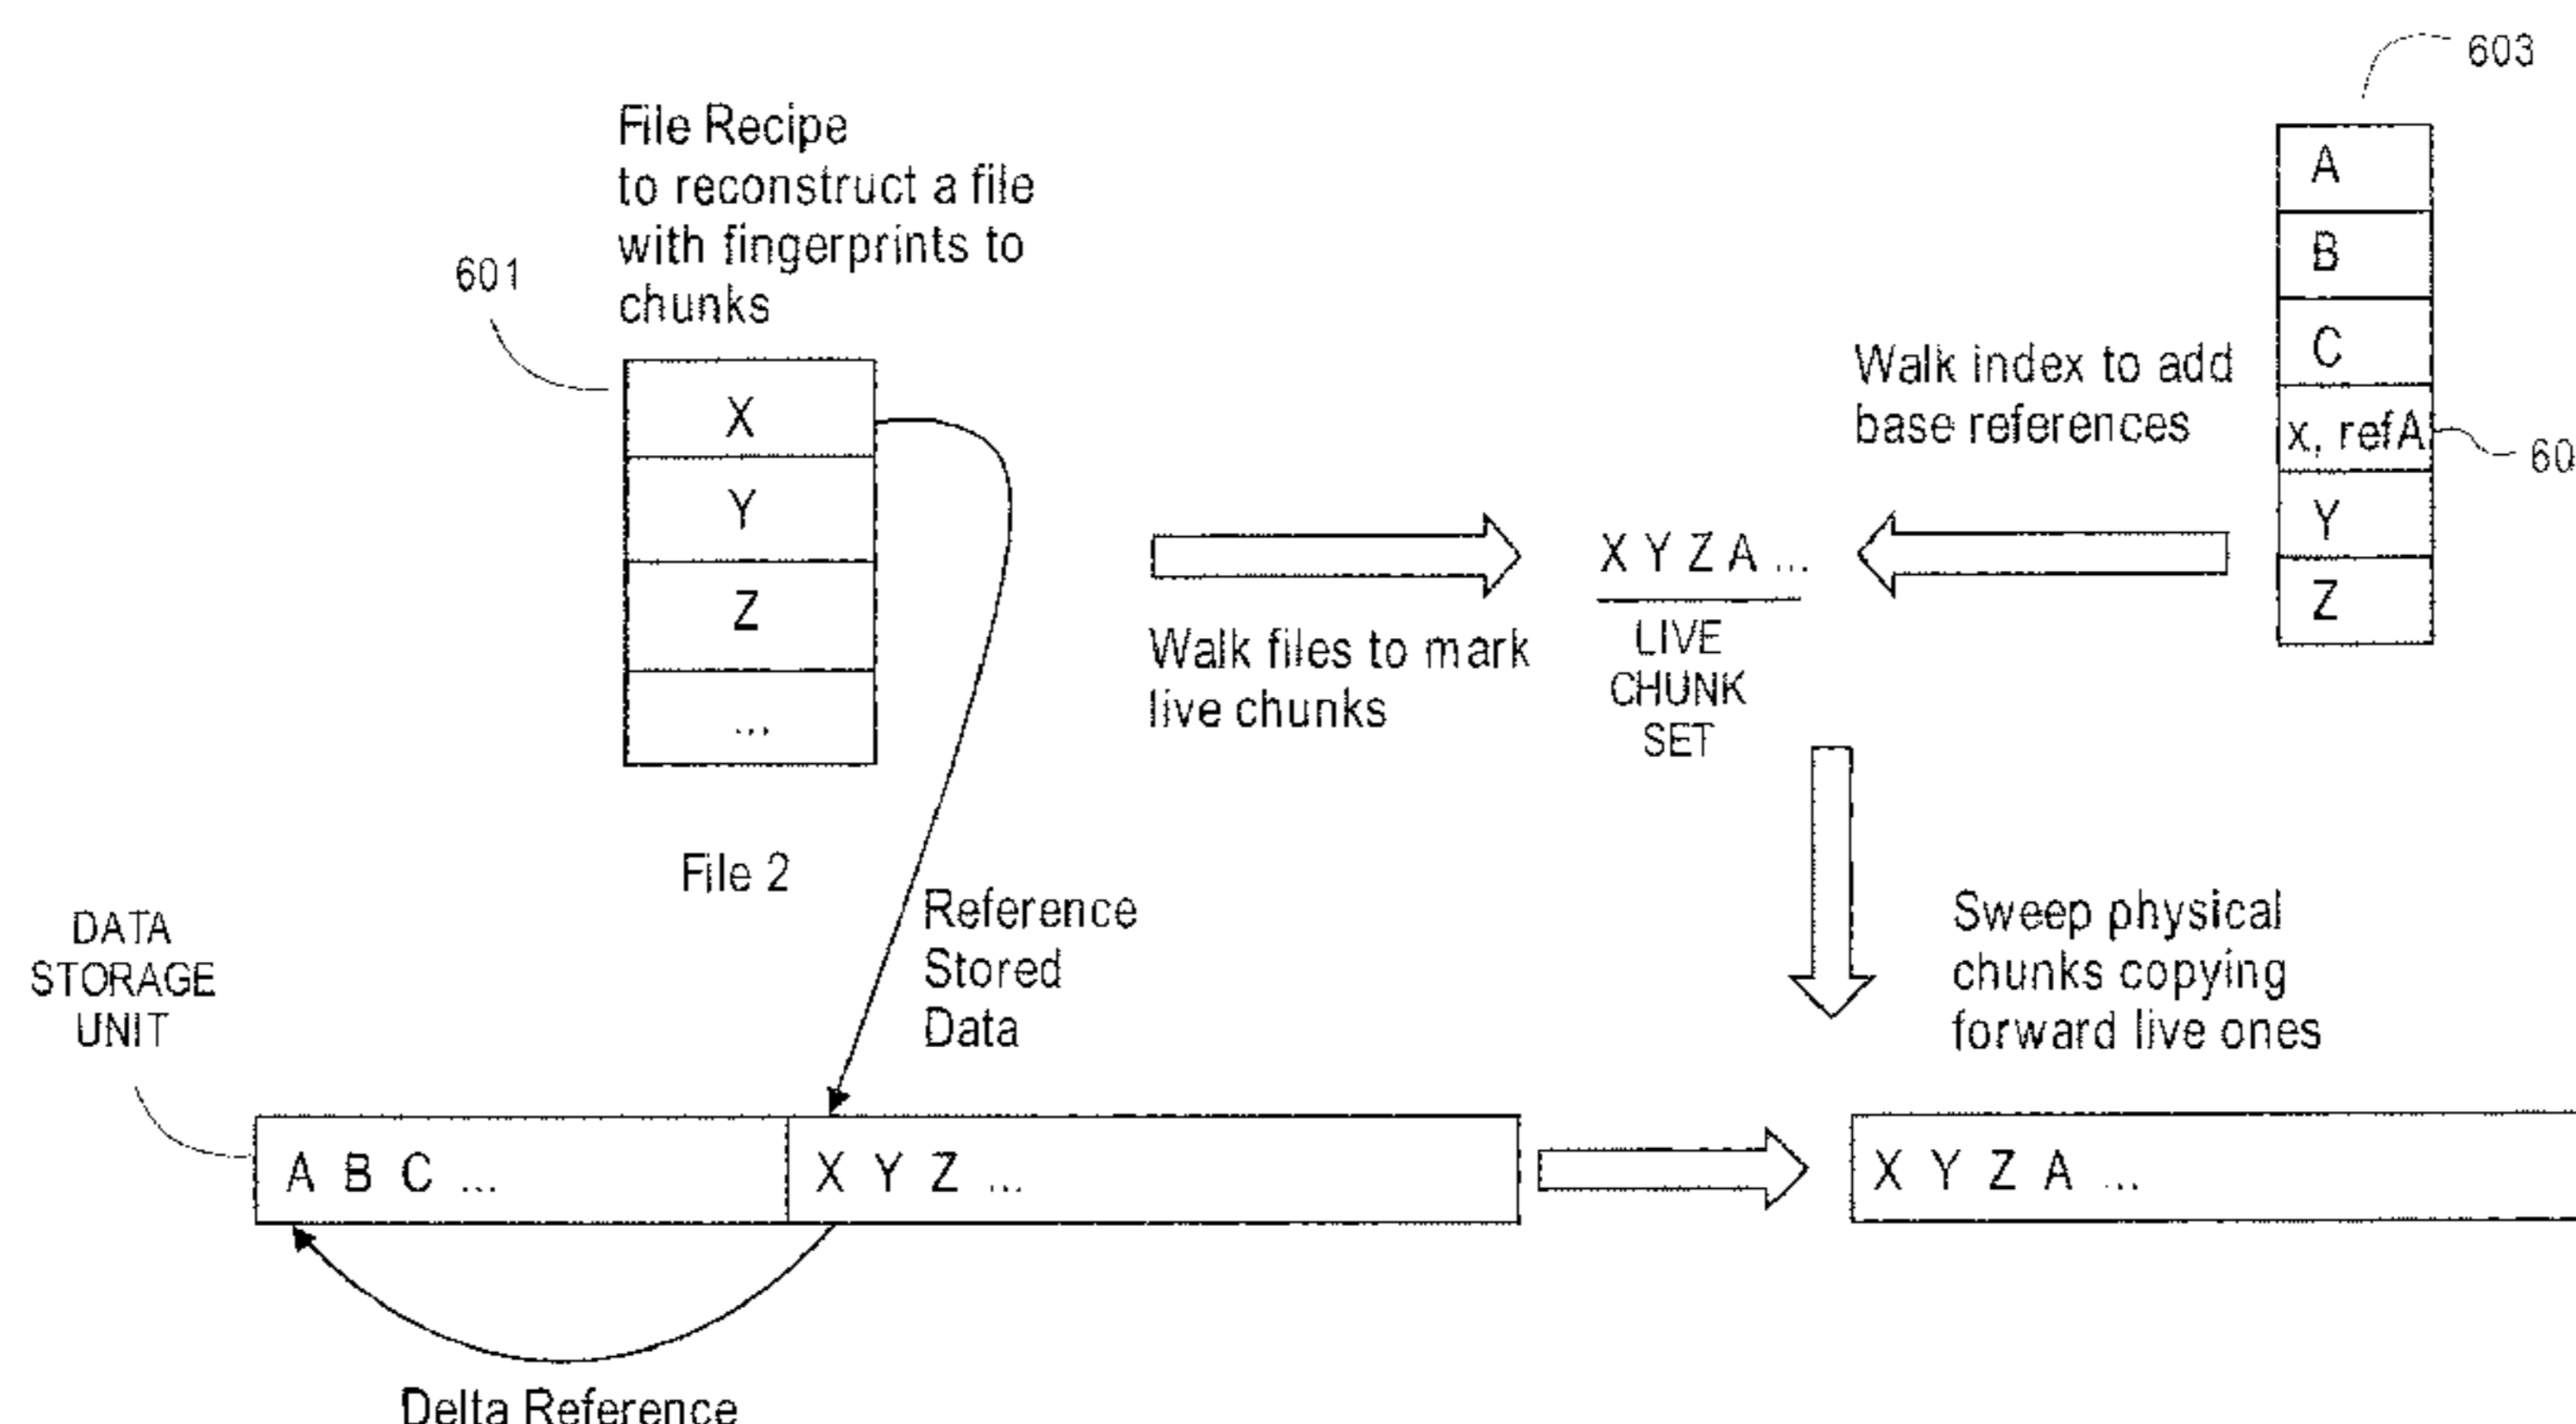 603
File Recipe
to reconstruct a file
with fingerprints to
chunks
601
X
Y
Z
...
File 2
A
B
C
x, refA
Y
Z
60
Walk index to add
base references
X Y Z A ...
LIVE
CHUNK
SET
Walk files to mark
live chunks
Reference
Stored
Data
Sweep physical
chunks copying
forward live ones
DATA
STORAGE
UNIT
A B C ...
X Y Z ...
X Y Z A ...
Delta Reference